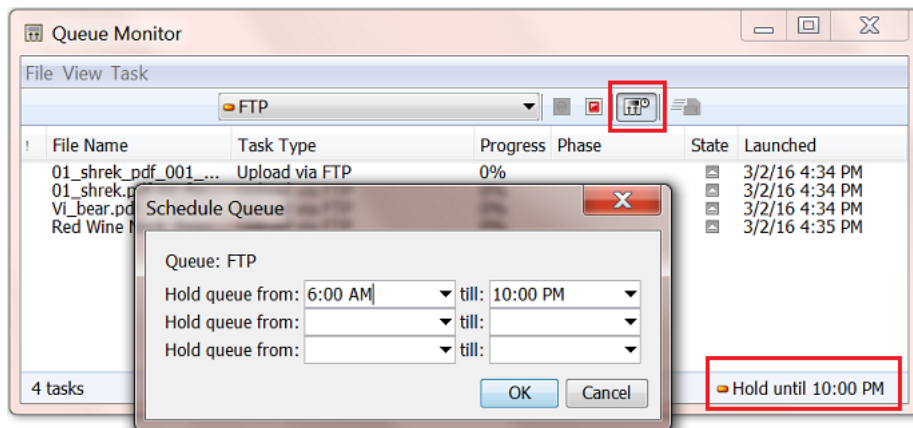 Queue Monitor
File View Task
FTP
! File Name Task Type Progress Phase State Launched
01_shrek_pdf_001_... Upload via FTP 0% 3/2/16 4:34 PM
01_shrek.p 3/2/16 4:34 PM
Vi_bear.pd 3/2/16 4:34 PM
Red Wine 3/2/16 4:35 PM
Schedule Queue
Queue: FTP
Hold queue from: 6:00 AM till: 10:00 PM
Hold queue from: till:
Hold queue from: till:
OK Cancel
4 tasks Hold until 10:00 PM